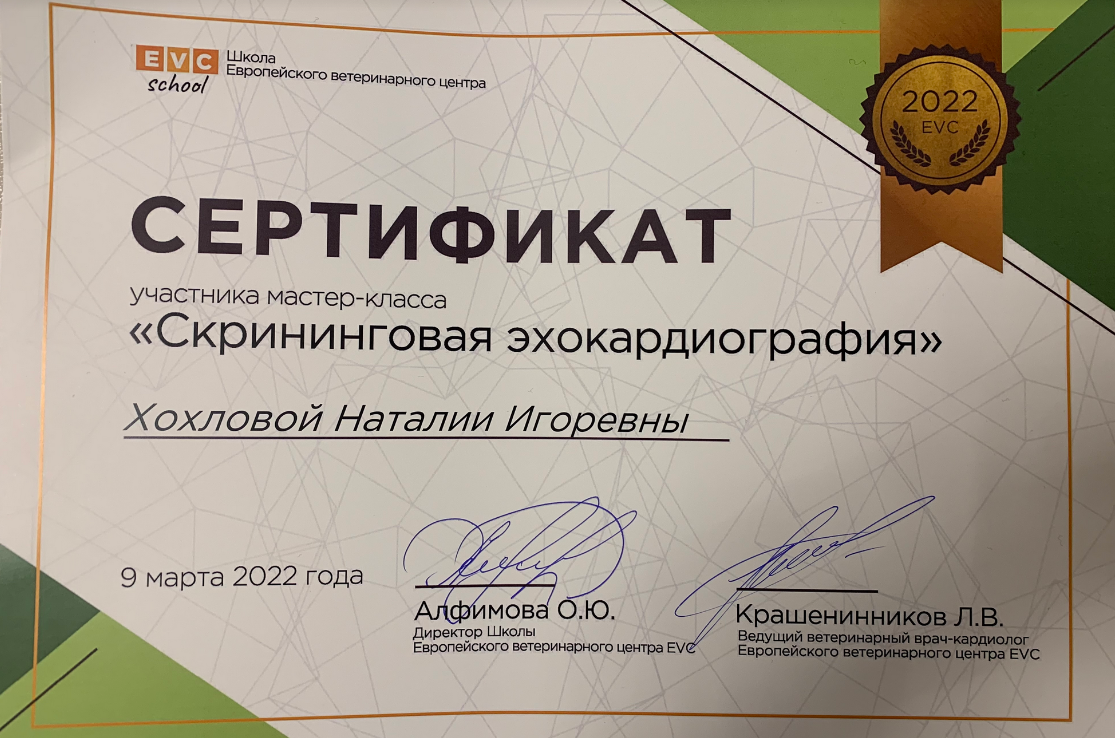 EVC
school
Школа
Европейского ветеринарного центра
2022
EVC
СЕРТИФИКАТ
участника мастер-класса
«Скрининговая эхокардиография»
Хохловой Наталии Игоревны
9 марта 2022 года
Алфимова О.Ю.
Директор Школы
Европейского ветеринарного центра EVC
Крашенинников Л.В.
Ведущий ветеринарный врач-кардиолог
Европейского ветеринарного центра EVC